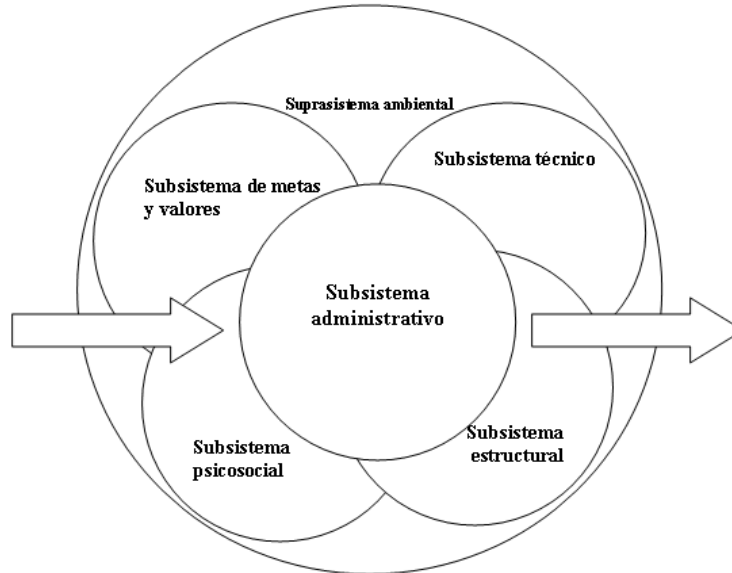 Suprasistema ambiental
Subsistema técnico
Subsistema de metas
y valores
Subsistema
administrativo
Subsistema
psicosocial
Subsistema
estructural